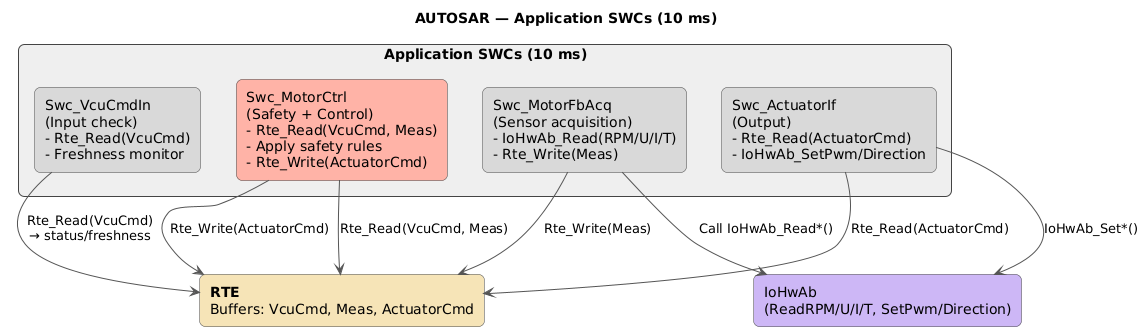 AUTOSAR — Application SWCs (10 ms)
Application SWCs (10 ms)
Swc_VcuCmdIn
(Input check)
- Rte_Read(VcuCmd)
- Freshness monitor
Swc_MotorCtrl
(Safety + Control)
- Rte_Read(VcuCmd, Meas)
- Apply safety rules
- Rte_Write(ActuatorCmd)
Swc_MotorFbAcq
(Sensor acquisition)
- IoHwAb_Read(RPM/U/I/T)
- Rte_Write(Meas)
Swc_ActuatorIf
(Output)
- Rte_Read(ActuatorCmd)
- IoHwAb_SetPwm/Direction
Rte_Read(VcuCmd)
→ status/freshness
Rte_Write(ActuatorCmd)
Rte_Read(VcuCmd, Meas)
Rte_Write(Meas)
Call IoHwAb_Read*()
Rte_Read(ActuatorCmd)
IoHwAb_Set*()
RTE
Buffers: VcuCmd, Meas, ActuatorCmd
IoHwAb
(ReadRPM/U/I/T, SetPwm/Direction)